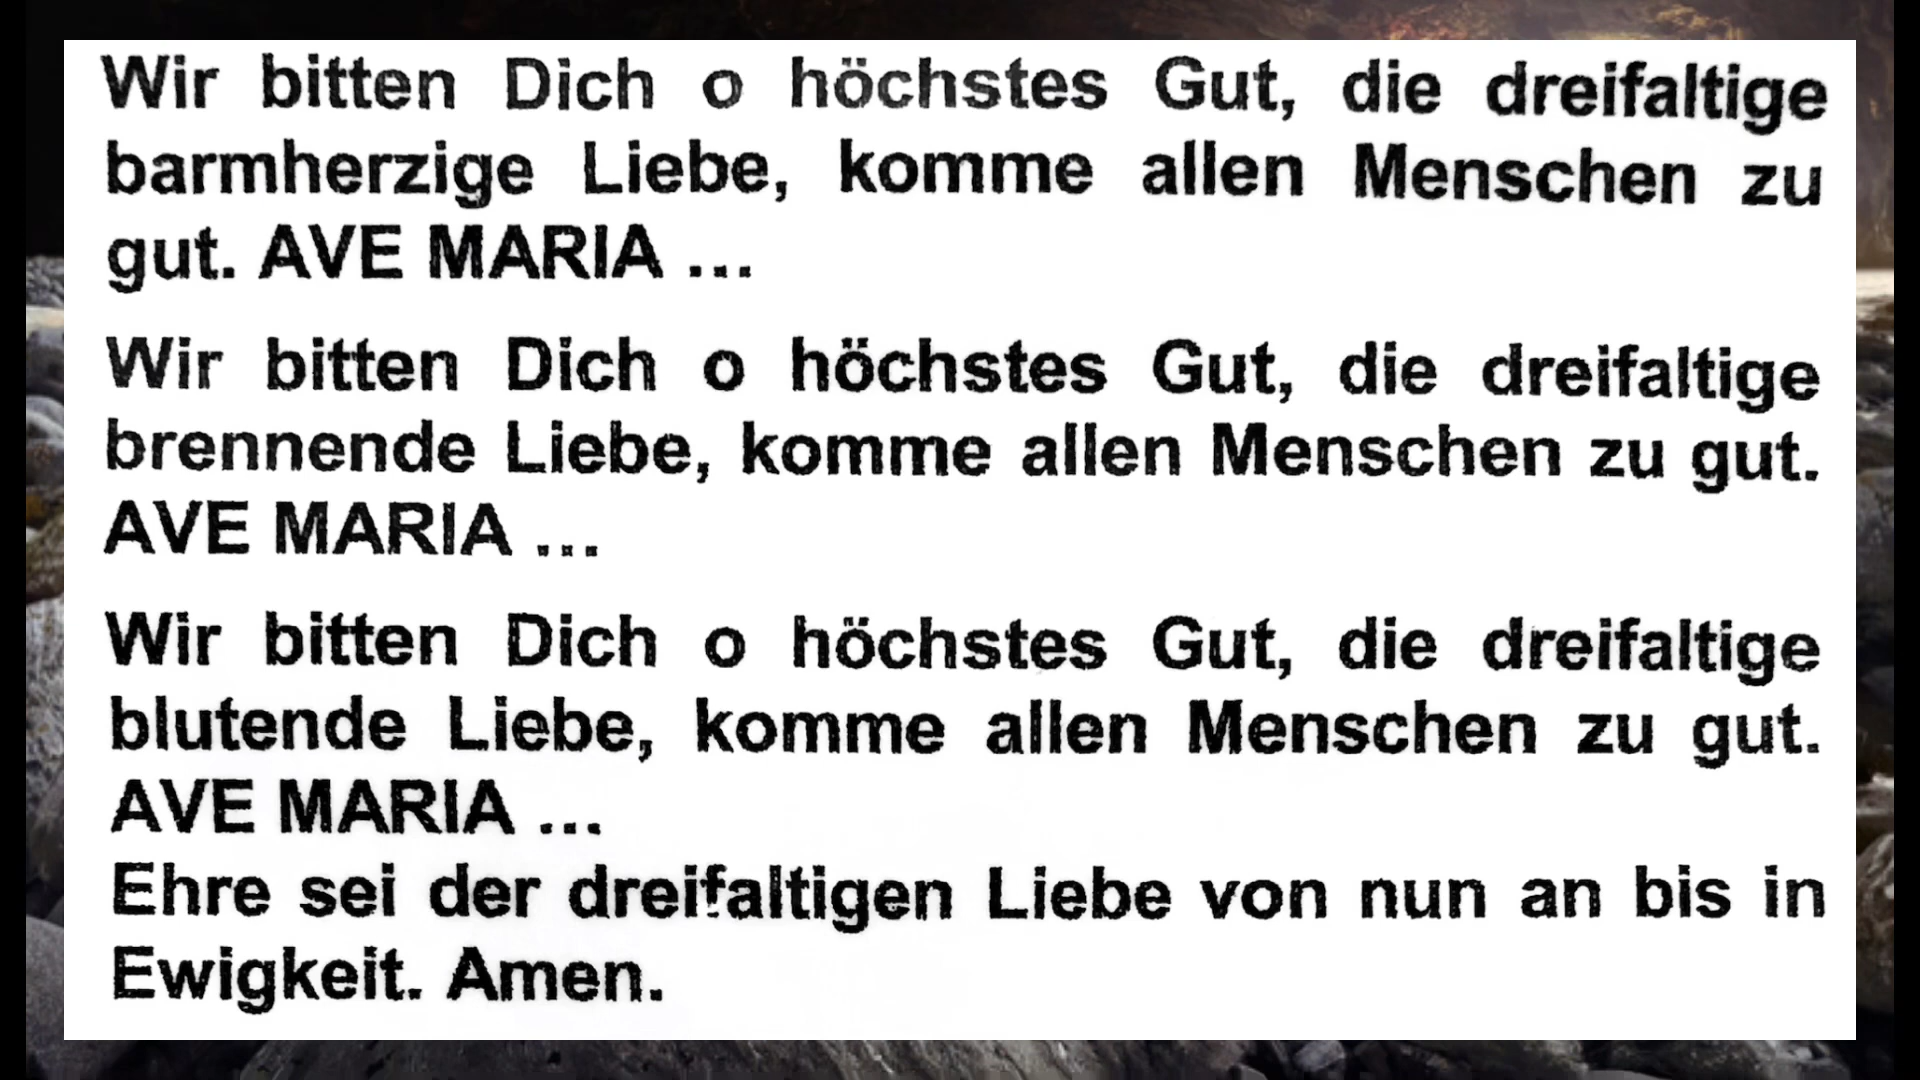 Wir bitten Dich o höchstes Gut, die dreifaltige
barmherzige Liebe, komme allen Menschen zu
gut. AVE MARIA ...
Wir bitten Dich o höchstes Gut, die dreifaltige
brennende Liebe, komme allen Menschen zu gut.
AVE MARIA ...
Wir bitten Dich o höchstes Gut, die dreifaltige
blutende Liebe, komme allen Menschen zu gut.
AVE MARIA ...
Ehre sei der dreifaltigen Liebe von nun an bis in
Ewigkeit. Amen.